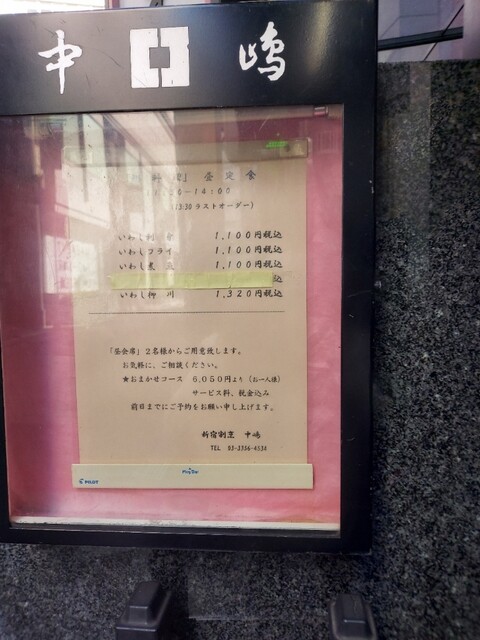 中 嶋
昼 定 食
-14:00
(13:30 ラストオーダー)
いわし刺身 1,100円税込
いわしフライ 1,100円税込
いわし煮 1,100円税込
込
いわし柳川 1,320円税込
「昼会席」2名様からご用意致します。
お気軽に、ご相談ください。
★おまかせコース 6,050円より（お一人様）
サービス料、税金込み
前日までにご予約をお願い申し上げます。
新宿割烹 中嶋
TEL 03-3356-4534
PILOT